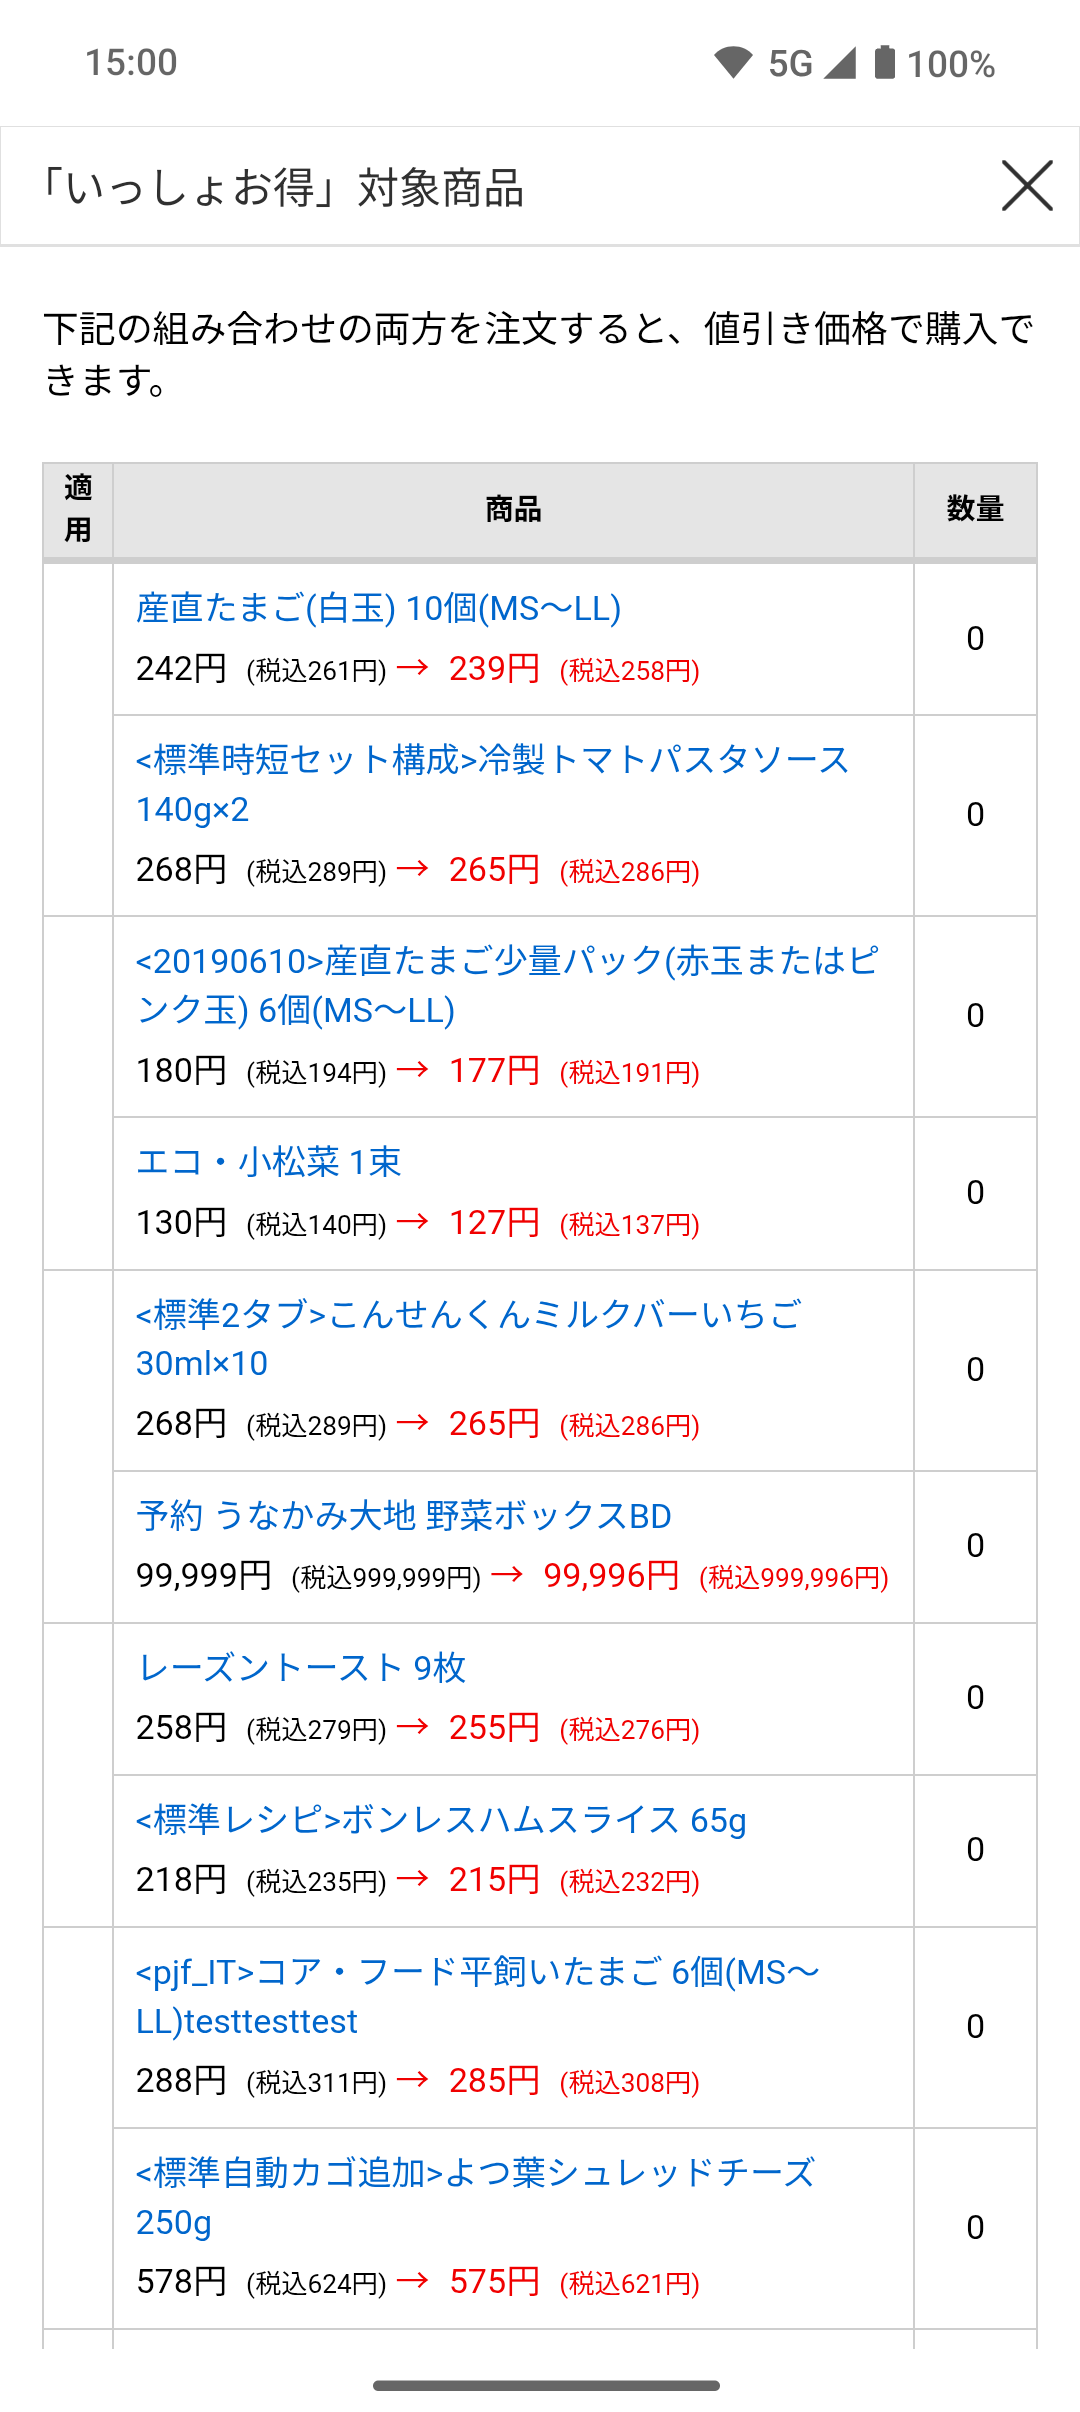 15:00
5G 100%
「いっしょお得」対象商品
下記の組み合わせの両方を注文すると、値引き価格で購入で
きます。
適
用
商品
数量
産直たまご(白玉) 10個(MS〜LL)
242円 (税込261円) → 239円 (税込258円)
0
<標準時短セット構成>冷製トマトパスタソース
140g×2
268円 (税込289円) → 265円 (税込286円)
0
<20190610>産直たまご少量パック(赤玉またはピ
ンク玉) 6個(MS〜LL)
180円 (税込194円) → 177円 (税込191円)
0
エコ・小松菜 1束
130円 (税込140円) → 127円 (税込137円)
0
<標準2タブ>こんせんくんミルクバーいちご
30ml×10
268円 (税込289円) → 265円 (税込286円)
0
予約 うなかみ大地 野菜ボックスBD
99,999円 (税込999,999円) → 99,996円 (税込999,996円)
0
レーズントースト 9枚
258円 (税込279円) → 255円 (税込276円)
0
<標準レシピ>ボンレスハムスライス 65g
218円 (税込235円) → 215円 (税込232円)
0
<pjf_IT>コア・フード平飼いたまご 6個(MS〜
LL)testtesttest
288円 (税込311円) → 285円 (税込308円)
0
<標準自動カゴ追加>よつ葉シュレッドチーズ
250g
578円 (税込624円) → 575円 (税込621円)
0